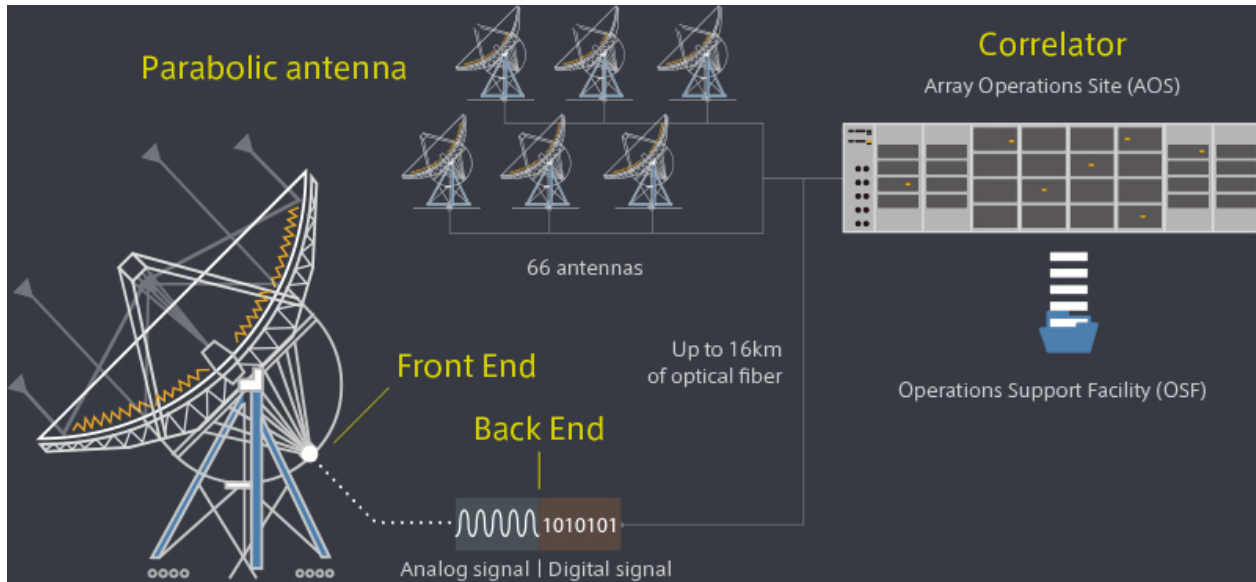 Parabolic antenna
Correlator
Array Operations Site (AOS)
66 antennas
Up to 16km
of optical fiber
Front End
Operations Support Facility (OSF)
Back End
1010101
Analog signal | Digital signal